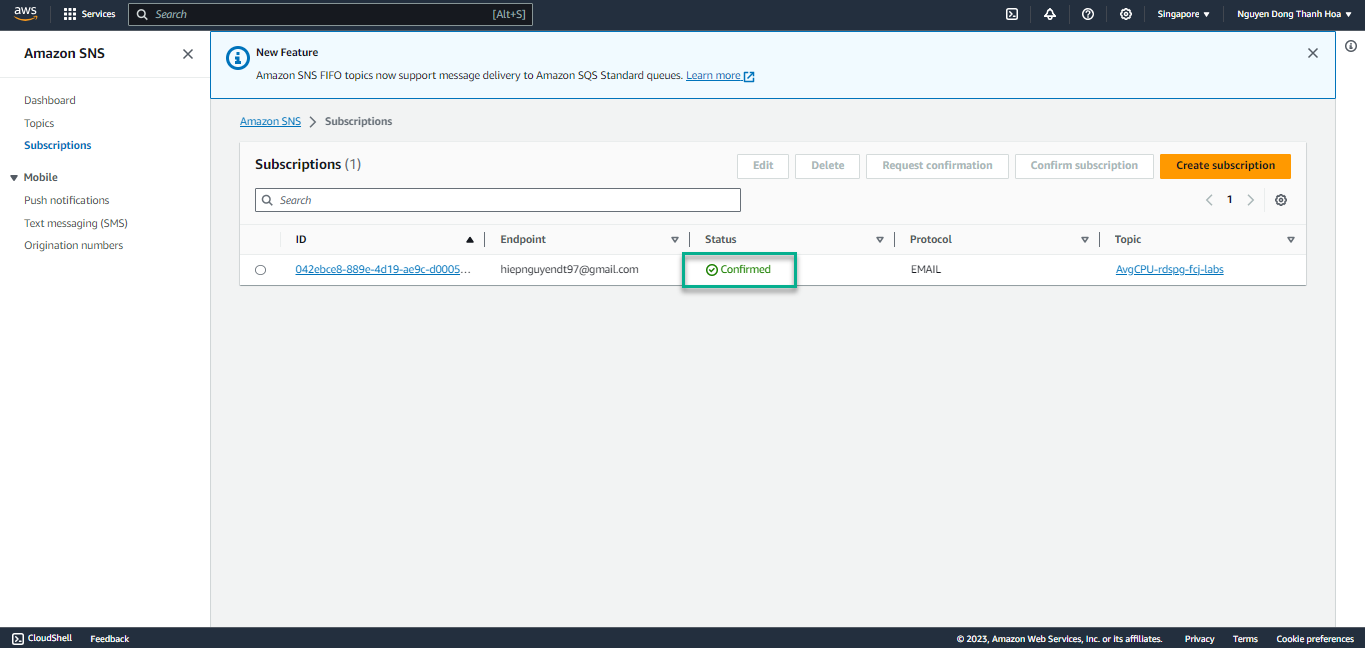 aws Services Search [Alt+S] Singapore Nguyen Dong Thanh Hoa
Amazon SNS
Dashboard
Topics
Subscriptions
Mobile
Push notifications
Text messaging (SMS)
Origination numbers
New Feature
Amazon SNS FIFO topics now support message delivery to Amazon SQS Standard queues. Learn more
Amazon SNS Subscriptions
Subscriptions (1) Edit Delete Request confirmation Confirm subscription Create subscription
Search 1
ID Endpoint Status Protocol Topic
042ebce8-889e-4d19-ae9c-d0005... hiepnguyendt97@gmail.com Confirmed EMAIL AvgCPU-rdspg-fcj-labs
CloudShell Feedback © 2023, Amazon Web Services, Inc. or its affiliates. Privacy Terms Cookie preferences